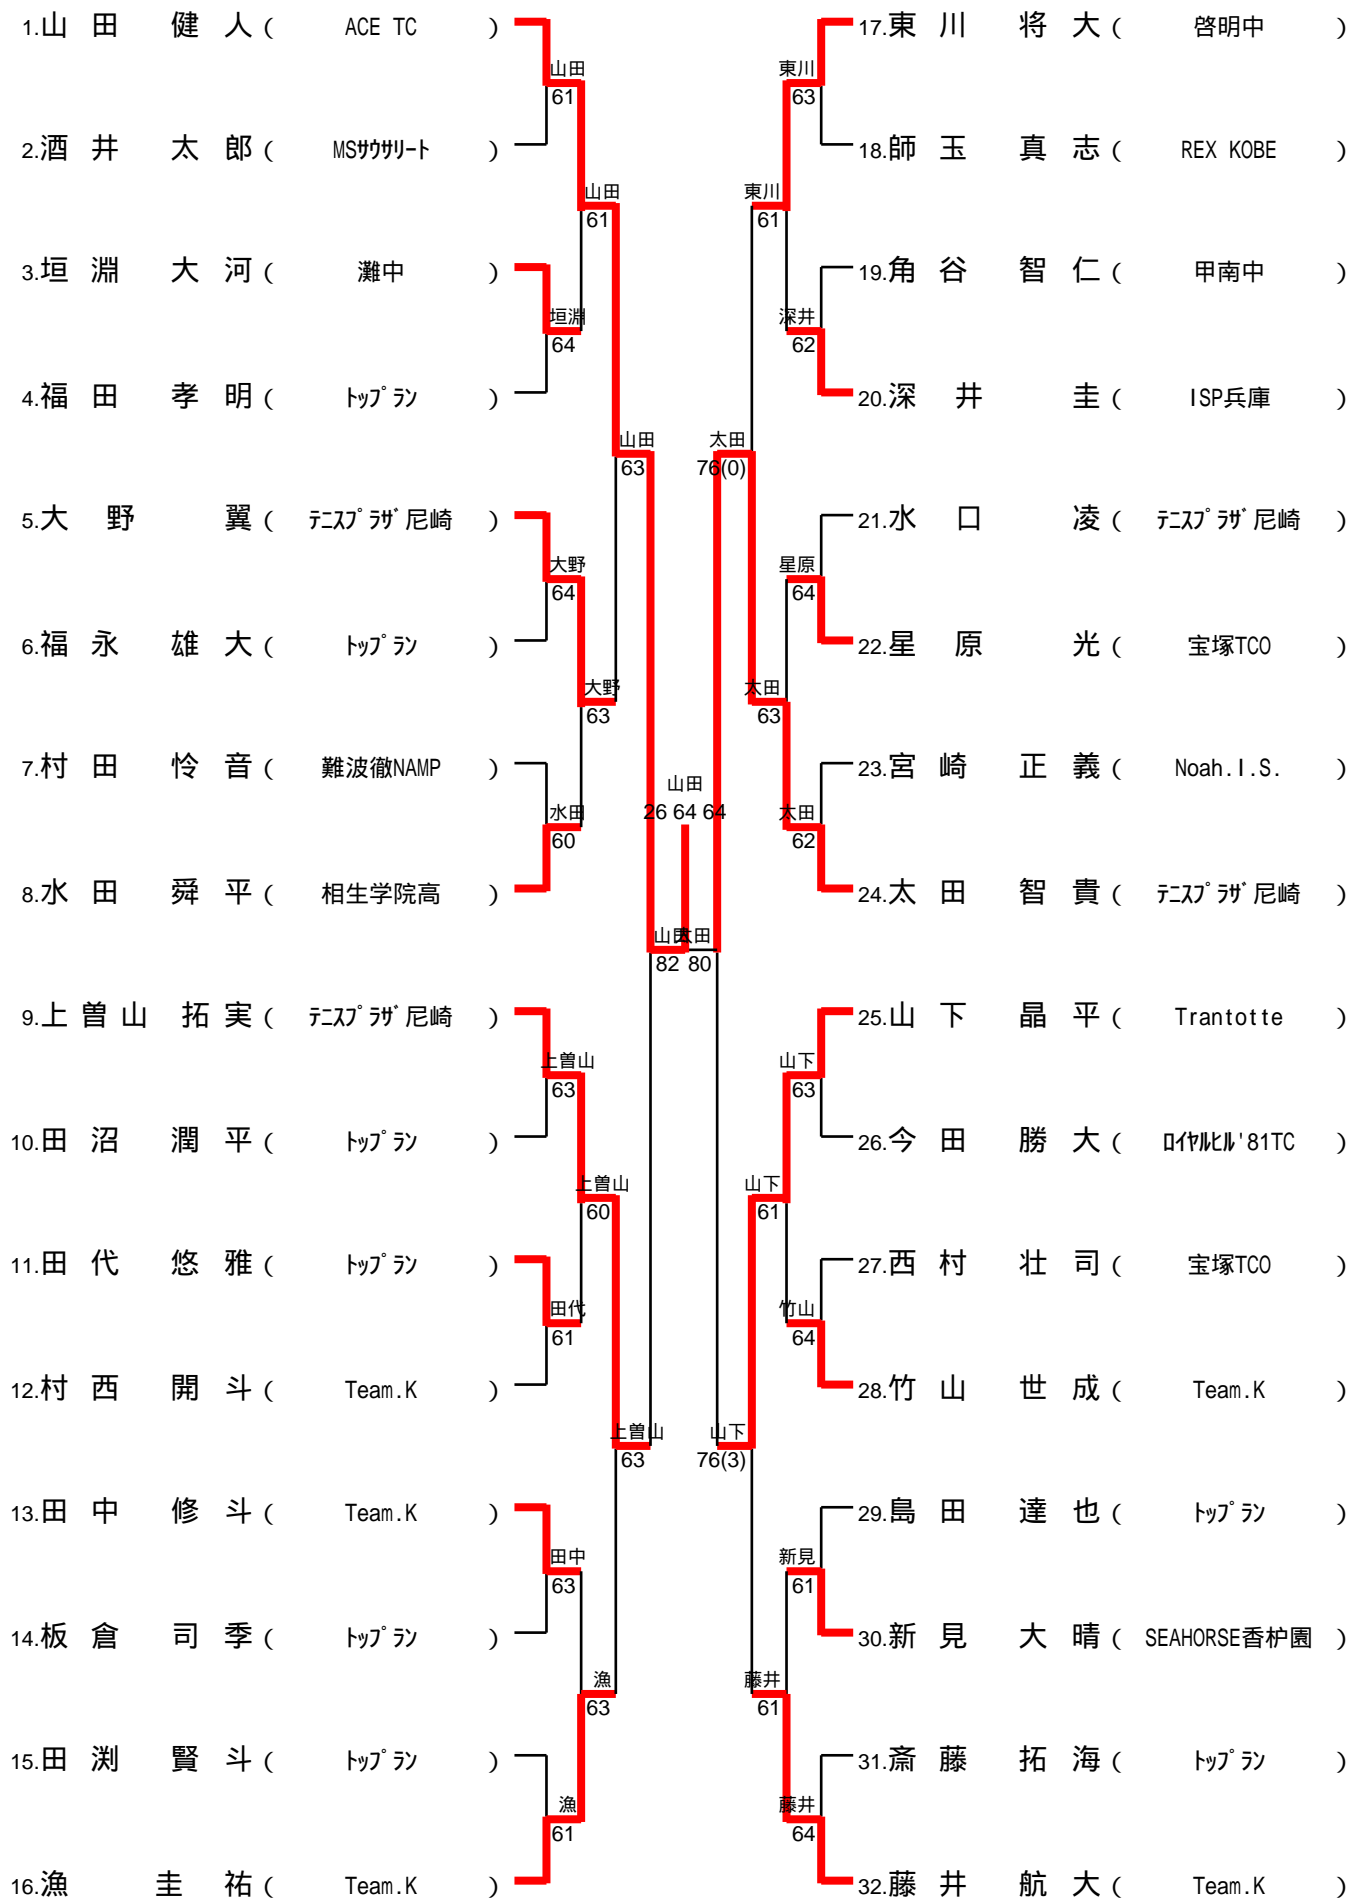 1.山田 健人( ACE TC )
山田
61
2.酒井 太郎( MSサウサリート )
山田
61
3.垣淵 大河( 灘中 )
垣淵
64
4.福田 孝明( トップラン )
山田
63
5.大野 翼( テニスプラザ尼崎 )
大野
64
6.福永 雄大( トップラン )
大野
63
7.村田 怜音( 難波徹NAMP )
水田
60
8.水田 舜平( 相生学院高 )
山田
82
9.上曽山 拓実( テニスプラザ尼崎 )
上曽山
63
10.田沼 潤平( トップラン )
上曽山
60
11.田代 悠雅( トップラン )
田代
61
12.村西 開斗( Team.K )
上曽山
63
13.田中 修斗( Team.K )
田中
63
14.板倉 司季( トップラン )
漁
63
15.田渕 賢斗( トップラン )
漁
61
16.漁 圭祐( Team.K )
山田
26 64 64
17.東川 将大( 啓明中 )
東川
63
18.師玉 真志( REX KOBE )
東川
61
19.角谷 智仁( 甲南中 )
深井
62
20.深井 圭( ISP兵庫 )
太田
76(0)
21.水口 凌( テニスプラザ尼崎 )
星原
64
22.星原 光( 宝塚TCO )
太田
63
23.宮崎 正義( Noah.I.S. )
太田
62
24.太田 智貴( テニスプラザ尼崎 )
太田
80
25.山下 晶平( Trantotte )
山下
63
26.今田 勝大( ロイヤルヒル'81TC )
山下
61
27.西村 壮司( 宝塚TCO )
竹山
64
28.竹山 世成( Team.K )
山下
76(3)
29.島田 達也( トップラン )
新見
61
30.新見 大晴( SEAHORSE香枦園 )
藤井
61
31.斎藤 拓海( トップラン )
藤井
64
32.藤井 航大( Team.K )